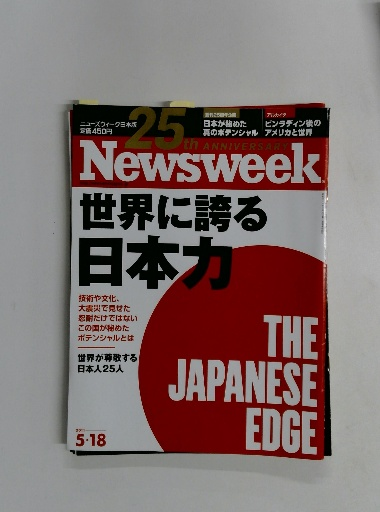 ニューズウィーク日本版
定価450円
25th ANNIVERSARY
創刊25周年企画
日本が秘めた
真のポテンシャル
アルカイダ
ビンラディン後の
アメリカと世界
Newsweek
世界に誇る
日本力
技術や文化、
大震災で見せた
忍耐だけではない
この国が秘めた
ポテンシャルとは
世界が尊敬する
日本人25人
THE
JAPANESE
EDGE
2011
5・18